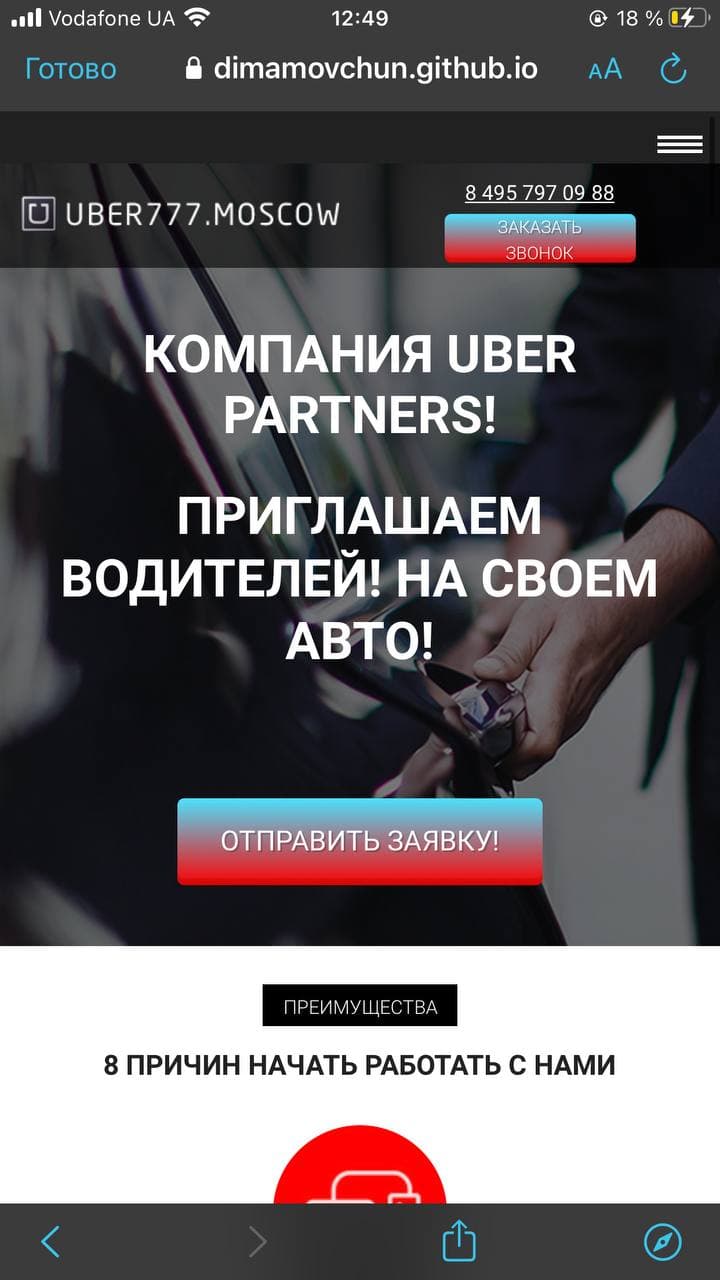 Vodafone UA
12:49
18 %
Готово
dimamovchun.github.io
AA
UBER777.MOSCOW
8 495 797 09 88
ЗАКАЗАТЬ
ЗВОНОК
КОМПАНИЯ UBER
PARTNERS!
ПРИГЛАШАЕМ
ВОДИТЕЛЕЙ! НА СВОЕМ
АВТО!
ОТПРАВИТЬ ЗАЯВКУ!
ПРЕИМУЩЕСТВА
8 ПРИЧИН НАЧАТЬ РАБОТАТЬ С НАМИ